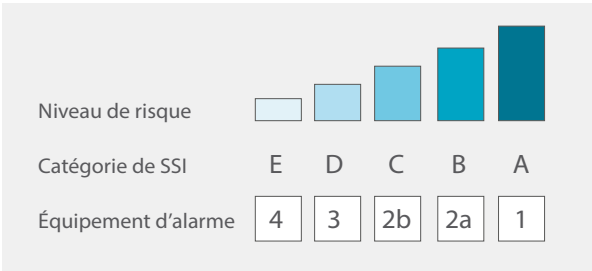 Niveau de risque
Catégorie de SSI E D C B A
Équipement d’alarme 4 3 2b 2a 1